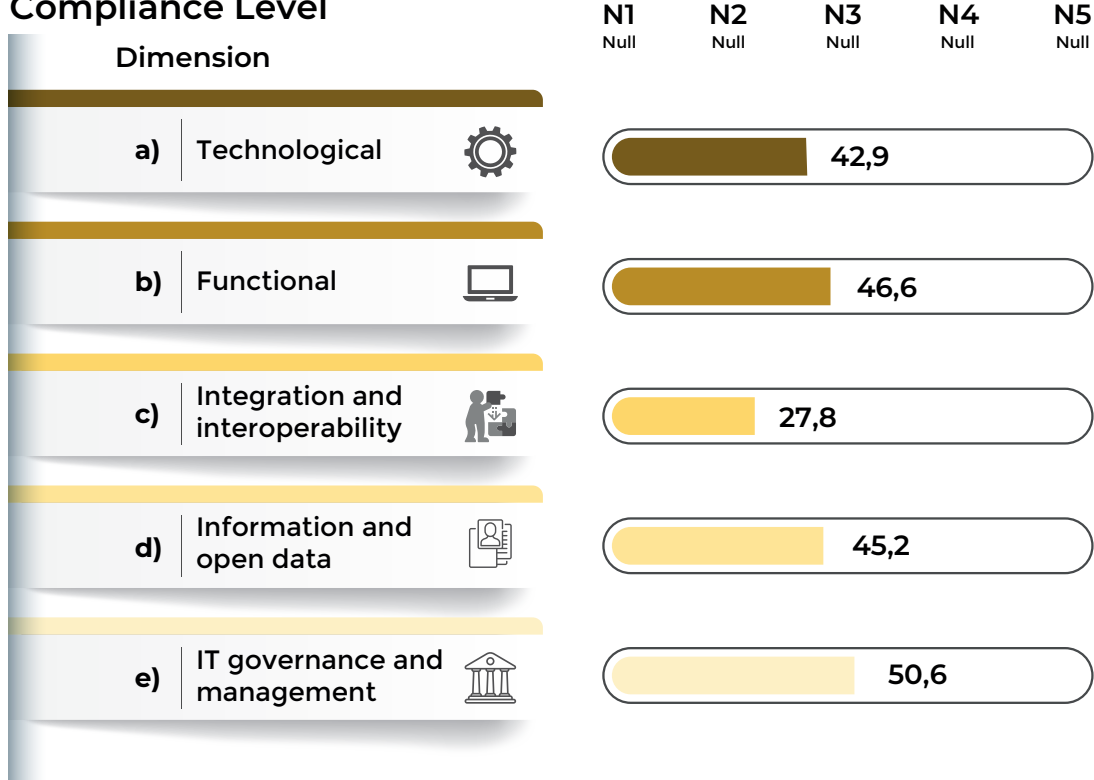 Compliance Level
N1 N2 N3 N4 N5
Null Null Null Null Null
Dimension
a) Technological 42,9
b) Functional 46,6
c) Integration and
interoperability 27,8
d) Information and
open data 45,2
e) IT governance and
management 50,6